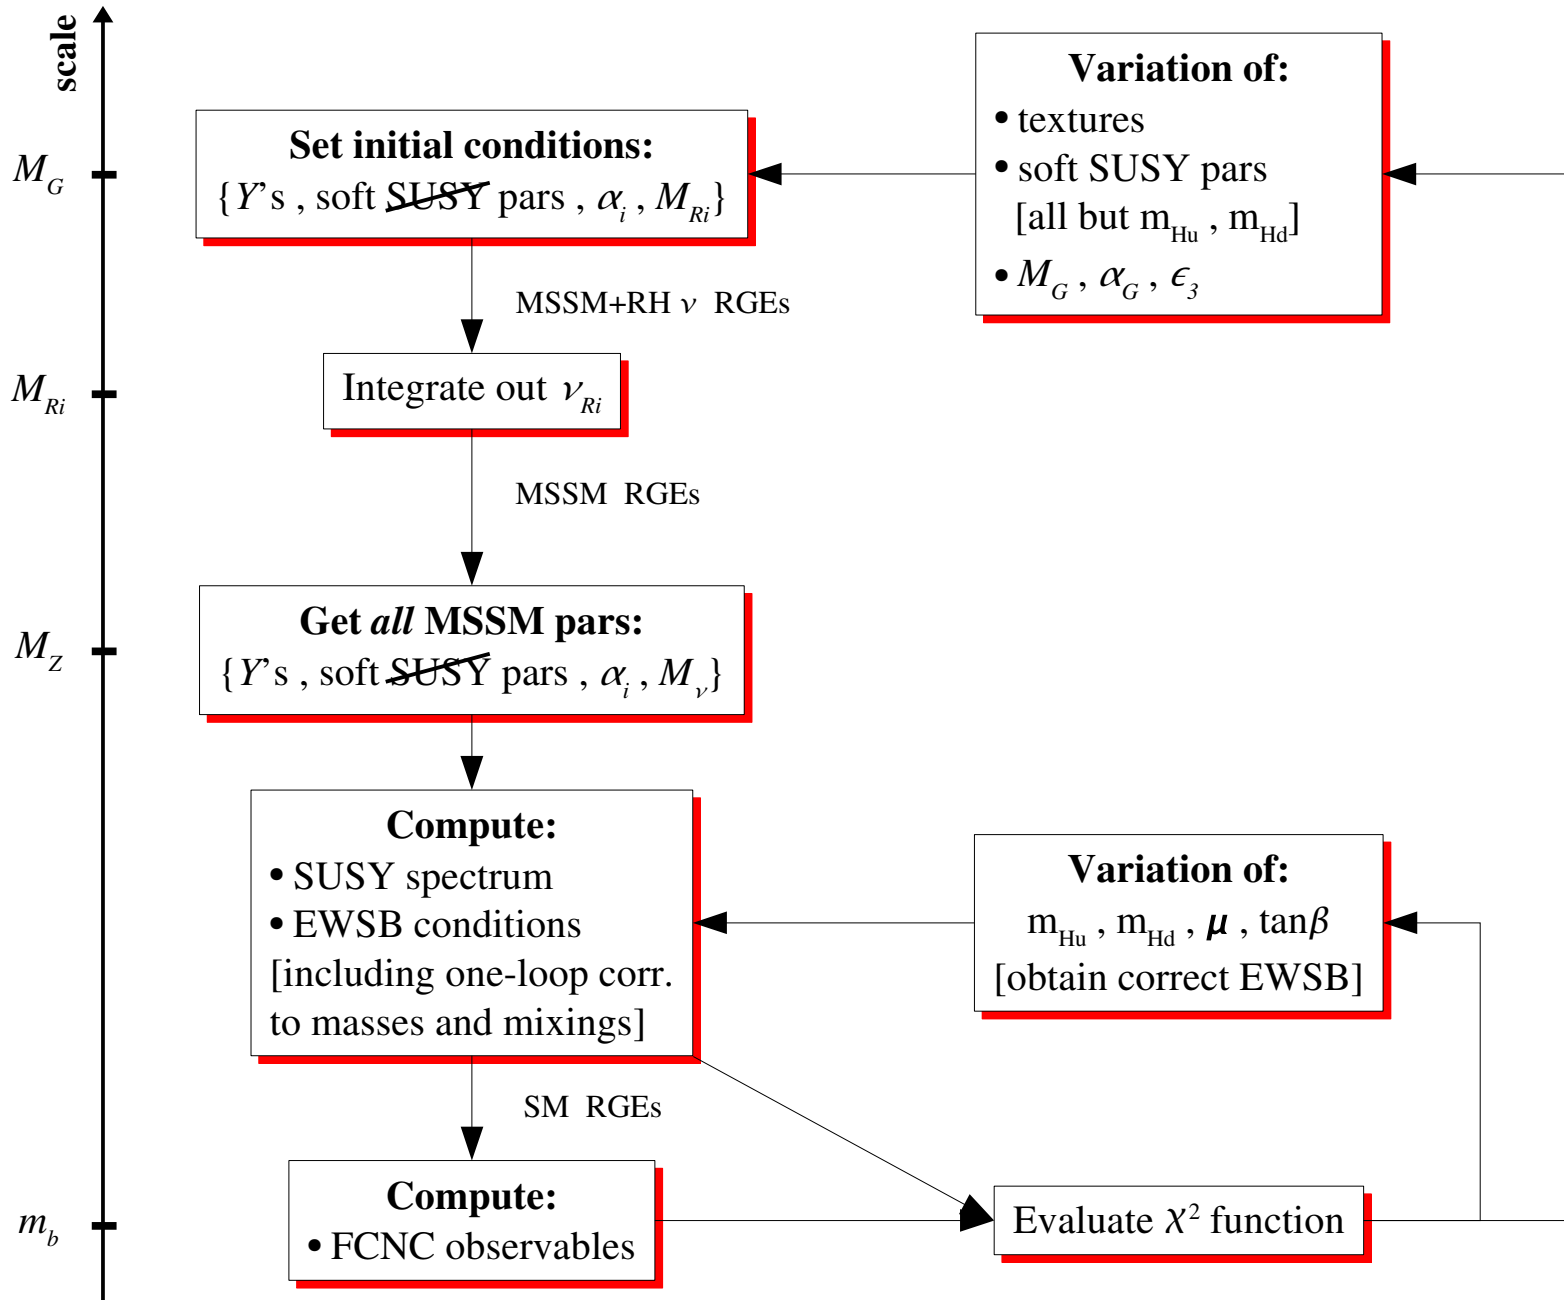 scale
M_G
M_Ri
M_Z
m_b
Set initial conditions:
{Y's , soft SUSY pars , α_i , M_Ri}
MSSM+RH ν RGEs
Integrate out ν_Ri
MSSM RGEs
Get all MSSM pars:
{Y's , soft SUSY pars , α_i , M_ν}
Compute:
• SUSY spectrum
• EWSB conditions
[including one-loop corr.
to masses and mixings]
SM RGEs
Compute:
• FCNC observables
Variation of:
• textures
• soft SUSY pars
[all but m_Hu , m_Hd]
• M_G , α_G , ϵ_3
Variation of:
m_Hu , m_Hd , μ , tanβ
[obtain correct EWSB]
Evaluate χ² function